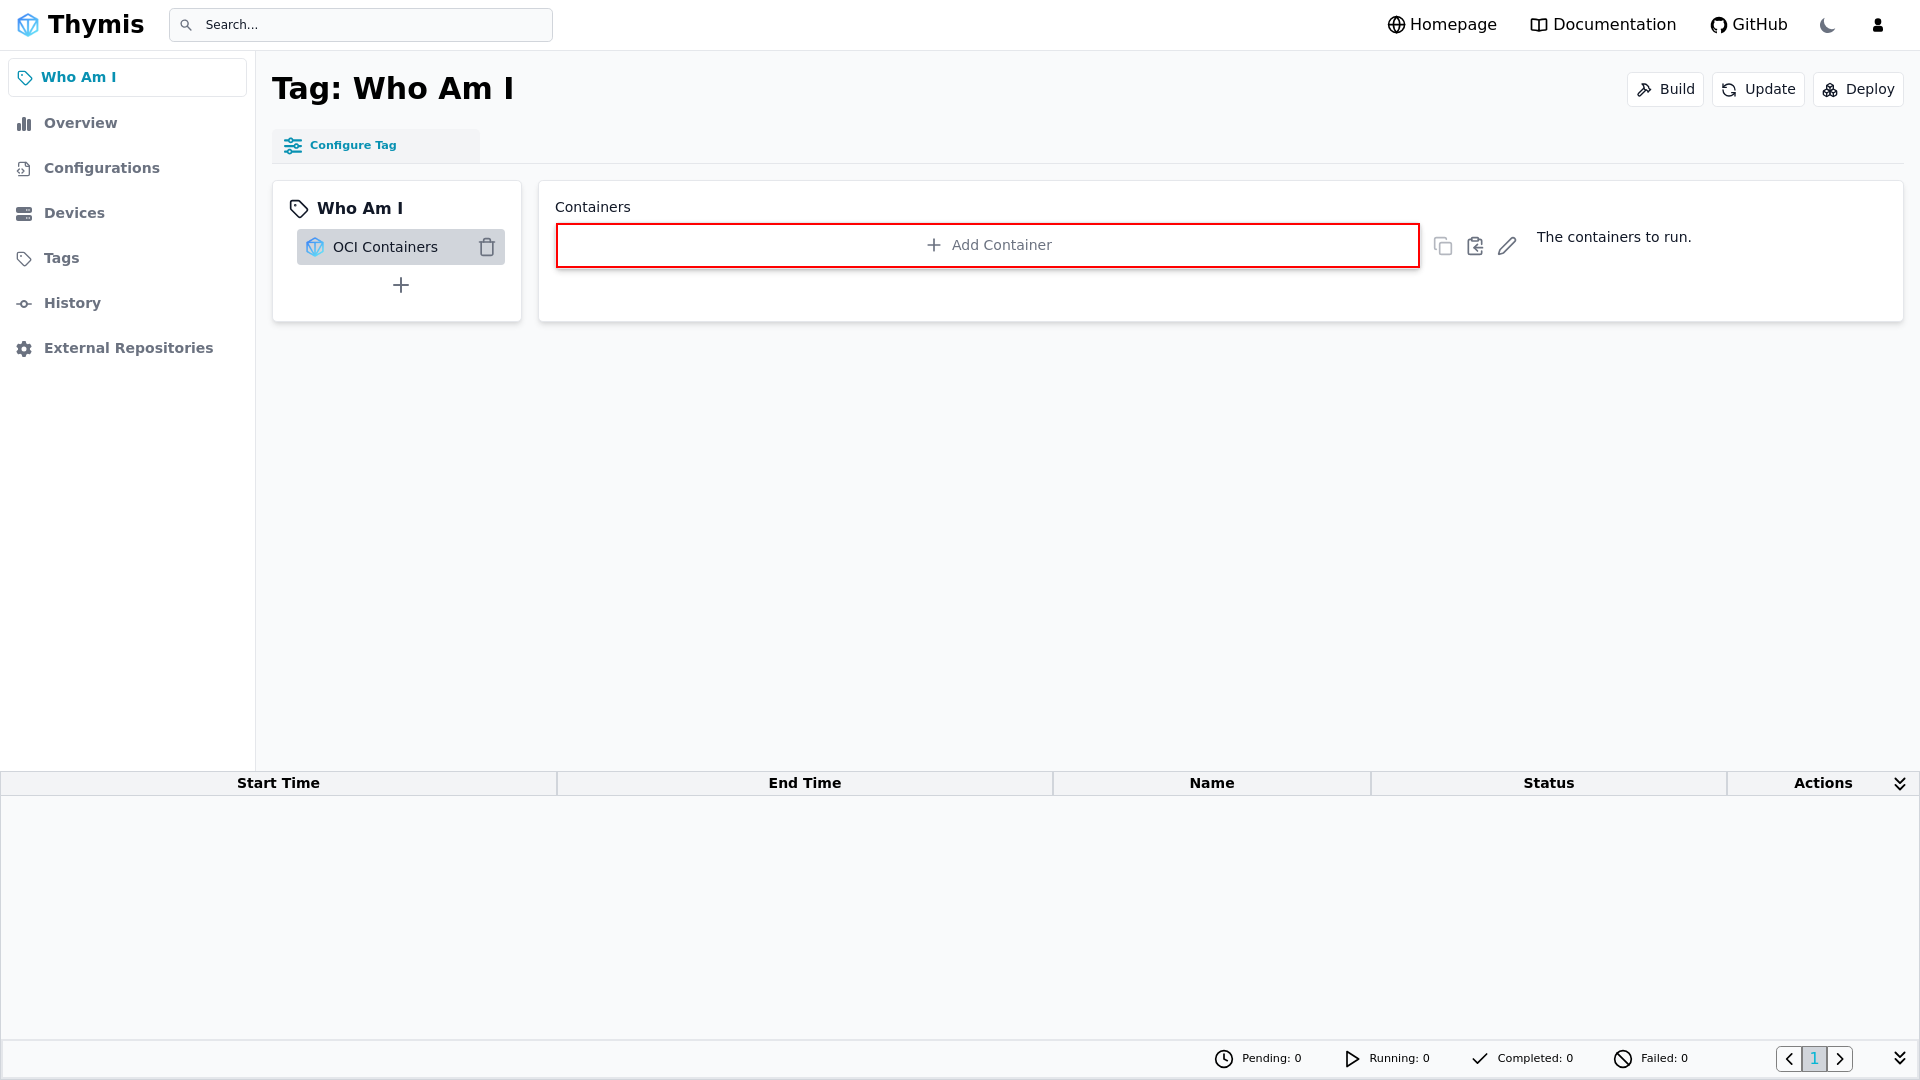 Thymis
Search...
Homepage
Documentation
GitHub
Who Am I
Overview
Configurations
Devices
Tags
History
External Repositories
Tag: Who Am I
Build
Update
Deploy
Configure Tag
Who Am I
OCI Containers
Containers
Add Container
The containers to run.
Start Time End Time Name Status Actions
Pending: 0 Running: 0 Completed: 0 Failed: 0 1